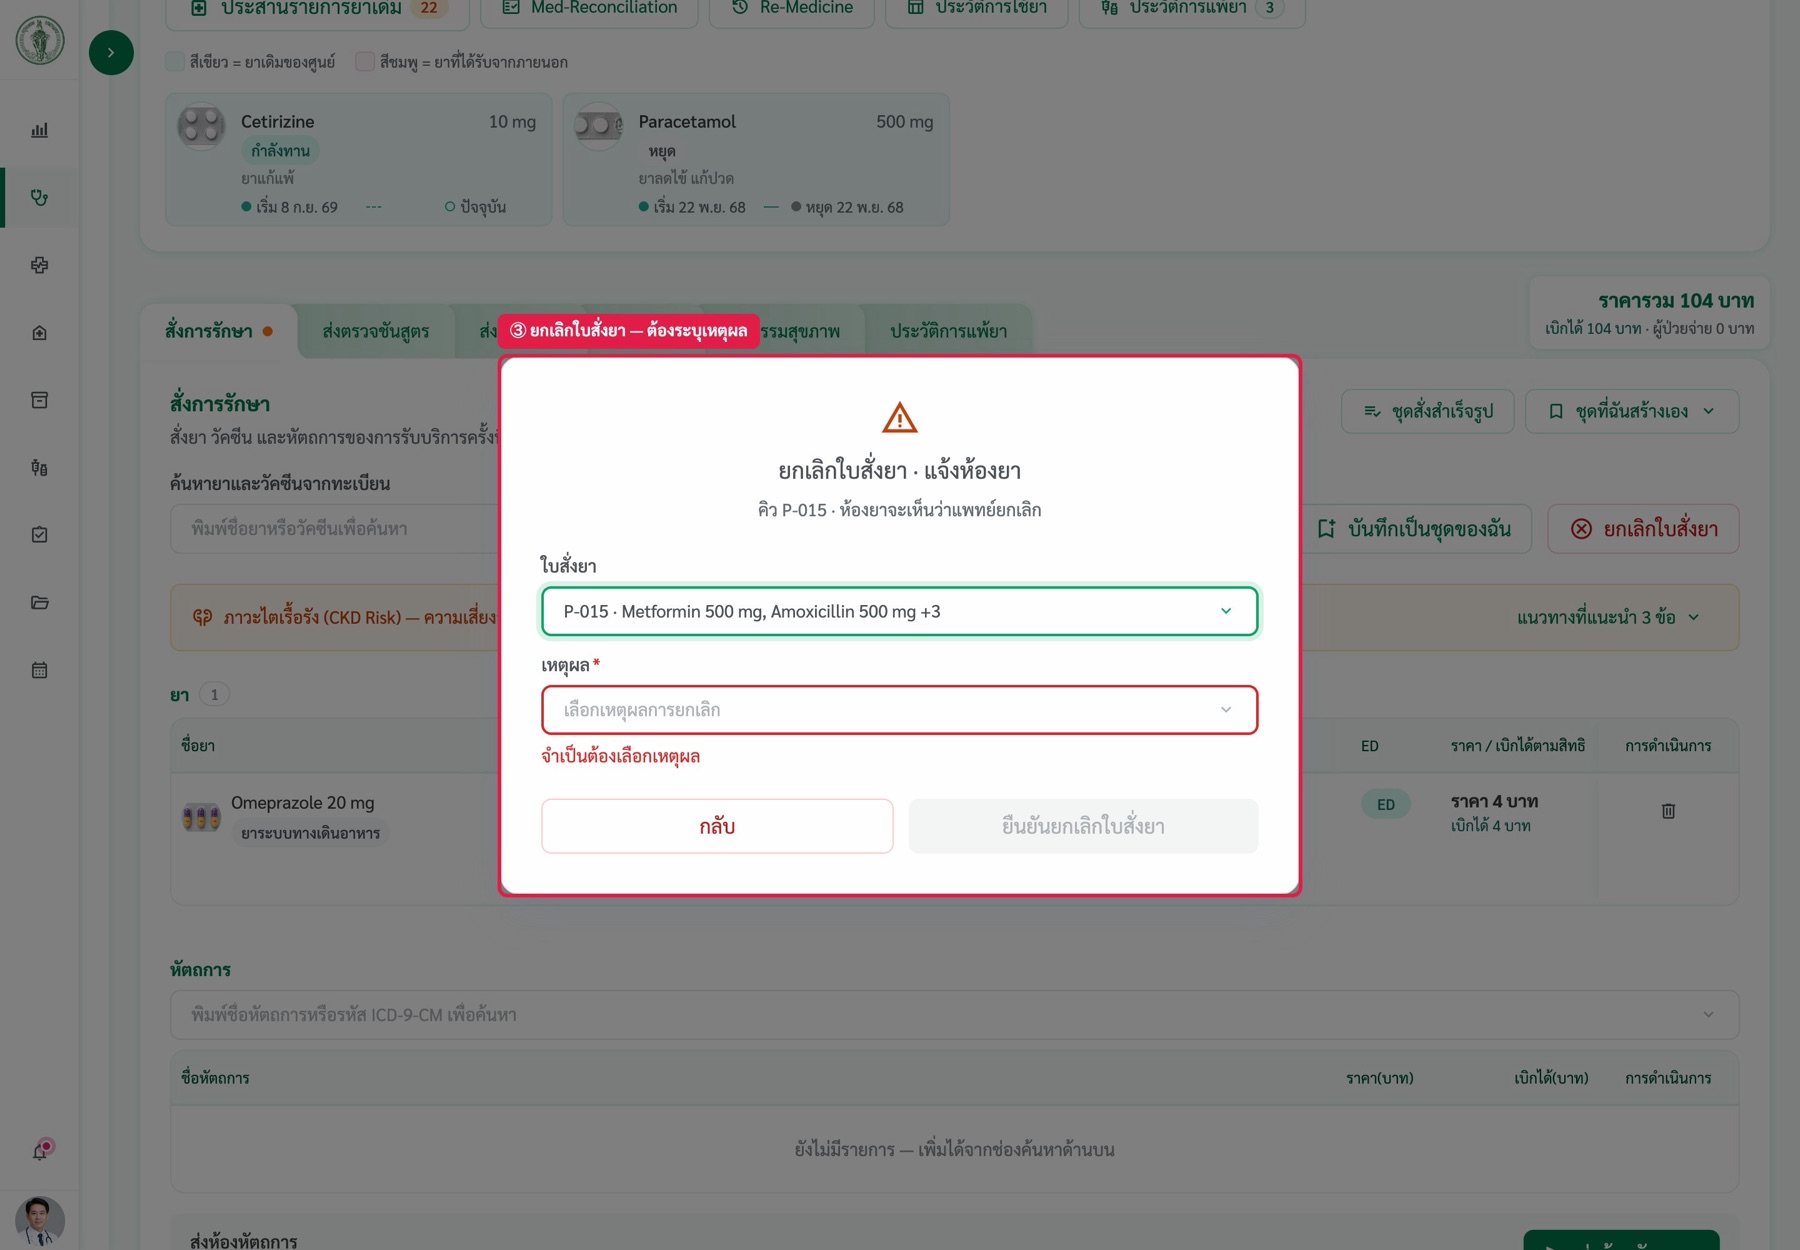 ประสานรายการยาเดิม 22
Med-Reconciliation
Re-Medicine
ประวัติการใช้ยา
ประวัติการแพ้ยา 3
สีเขียว = ยาเดิมของศูนย์
สีชมพู = ยาที่ได้รับจากภายนอก
Cetirizine 10 mg
กำลังทาน
ยาแก้แพ้
เริ่ม 8 ก.ย. 69 --- ปัจจุบัน
Paracetamol 500 mg
หยุด
ยาลดไข้ แก้ปวด
เริ่ม 22 พ.ย. 68 — หยุด 22 พ.ย. 68
ราคารวม 104 บาท
เบิกได้ 104 บาท · ผู้ป่วยจ่าย 0 บาท
สั่งการรักษา
ส่งตรวจชันสูตร
ส่ง
รรมสุขภาพ
ประวัติการแพ้ยา
③ ยกเลิกใบสั่งยา — ต้องระบุเหตุผล
สั่งการรักษา
สั่งยา วัคซีน และหัตถการของการรับบริการครั้งนี้
ชุดสั่งสำเร็จรูป
ชุดที่ฉันสร้างเอง
ค้นหายาและวัคซีนจากทะเบียน
พิมพ์ชื่อยาหรือวัคซีนเพื่อค้นหา
บันทึกเป็นชุดของฉัน
ยกเลิกใบสั่งยา
ภาวะไตเรื้อรัง (CKD Risk) — ความเสี่ยง
แนวทางที่แนะนำ 3 ข้อ
ยกเลิกใบสั่งยา · แจ้งห้องยา
คิว P-015 · ห้องยาจะเห็นว่าแพทย์ยกเลิก
ใบสั่งยา
P-015 · Metformin 500 mg, Amoxicillin 500 mg +3
เหตุผล *
เลือกเหตุผลการยกเลิก
จำเป็นต้องเลือกเหตุผล
กลับ
ยืนยันยกเลิกใบสั่งยา
ยา 1
ชื่อยา
ED
ราคา / เบิกได้ตามสิทธิ
การดำเนินการ
Omeprazole 20 mg
ยาระบบทางเดินอาหาร
ED
ราคา 4 บาท
เบิกได้ 4 บาท
หัตถการ
พิมพ์ชื่อหัตถการหรือรหัส ICD-9-CM เพื่อค้นหา
ชื่อหัตถการ
ราคา(บาท)
เบิกได้(บาท)
การดำเนินการ
ยังไม่มีรายการ — เพิ่มได้จากช่องค้นหาด้านบน
ส่งห้องหัตถการ